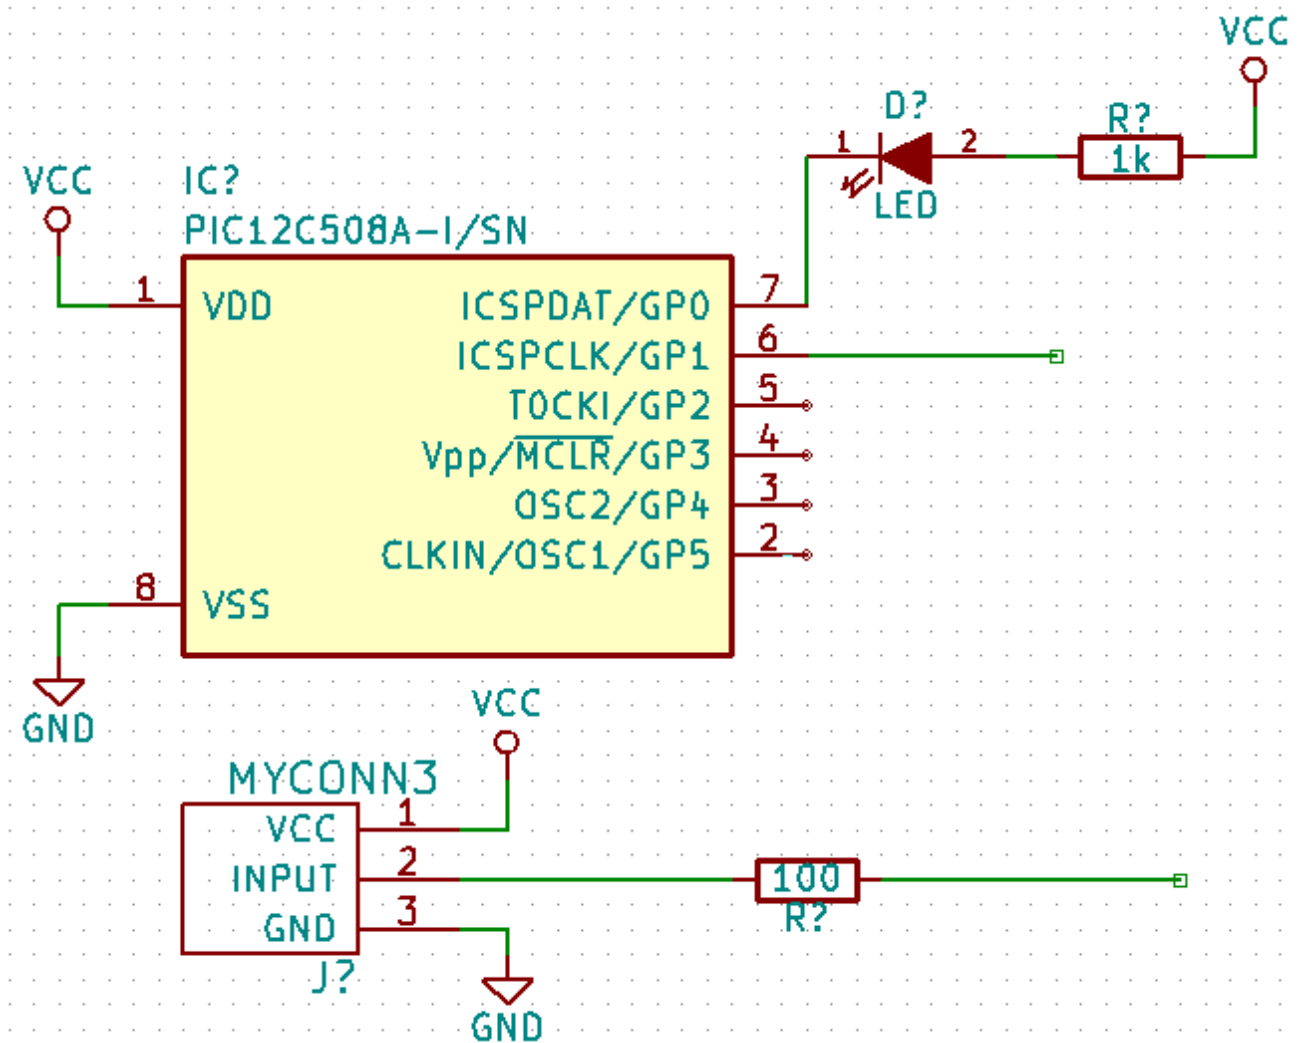 VCC
D?
R?
1 2
1k
LED
VCC
IC?
PIC12C508A-I/SN
1 VDD
ICSPDAT/GP0 7
ICSPCLK/GP1 6
T0CKI/GP2 5
Vpp/MCLR/GP3 4
OSC2/GP4 3
CLKIN/OSC1/GP5 2
8 VSS
GND
VCC
MYCONN3
VCC 1
INPUT 2
GND 3
J?
100
R?
GND